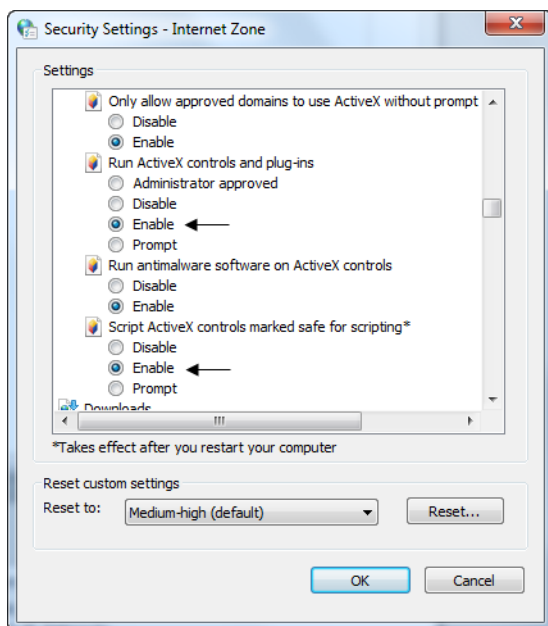 Security Settings - Internet Zone
Settings
Only allow approved domains to use ActiveX without prompt
Disable
Enable
Run ActiveX controls and plug-ins
Administrator approved
Disable
Enable
Prompt
Run antimalware software on ActiveX controls
Disable
Enable
Script ActiveX controls marked safe for scripting*
Disable
Enable
Prompt
Downloads
*Takes effect after you restart your computer
Reset custom settings
Reset to: Medium-high (default) Reset...
OK Cancel